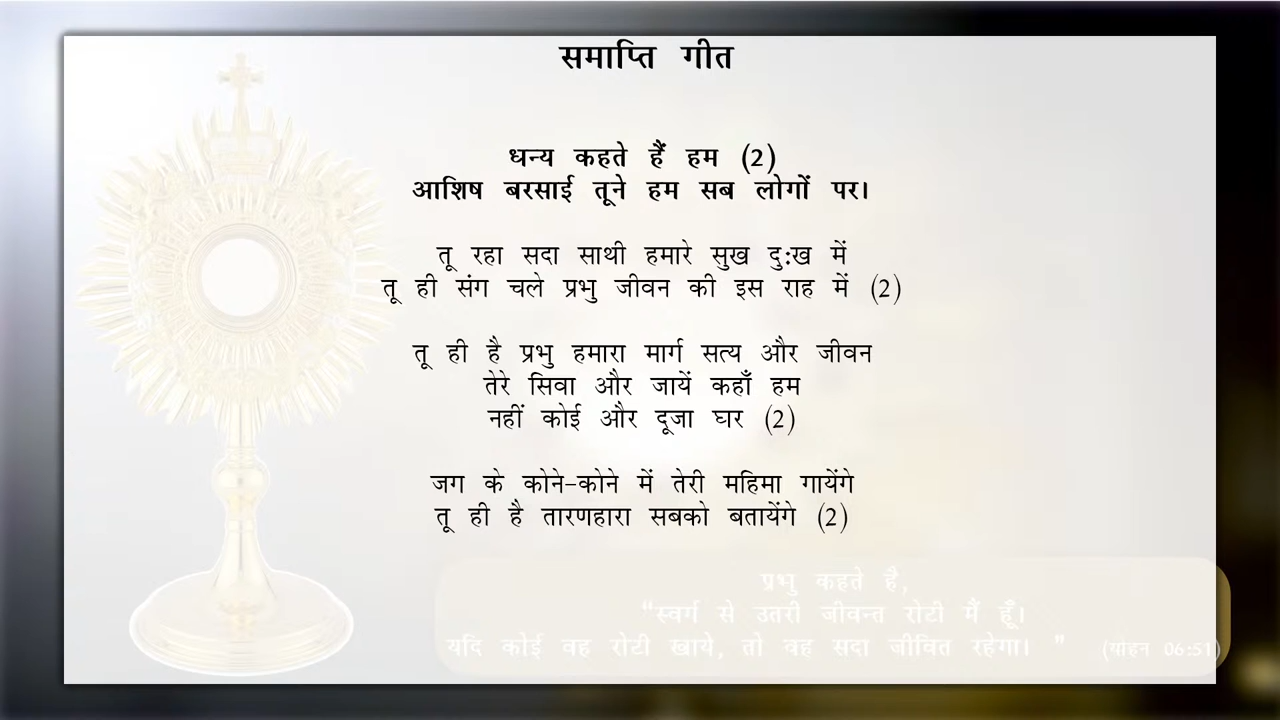 समाप्ति गीत
धन्य कहते हैं हम (2)
आशिष बरसाई तूने हम सब लोगों पर।
तू रहा सदा साथी हमारे सुख दुःख में
तू ही संग चले प्रभु जीवन की इस राह में (2)
तू ही है प्रभु हमारा मार्ग सत्य और जीवन
तेरे सिवा और जायें कहाँ हम
नहीं कोई और दूजा घर (2)
जग के कोने-कोने में तेरी महिमा गायेंगे
तू ही है तारणहारा सबको बतायेंगे (2)
प्रभु कहते है,
"स्वर्ग से उतरी जीवन्त रोटी मैं हूँ।
यदि कोई वह रोटी खाये, तो वह सदा जीवित रहेगा। " (योहन 06:51)